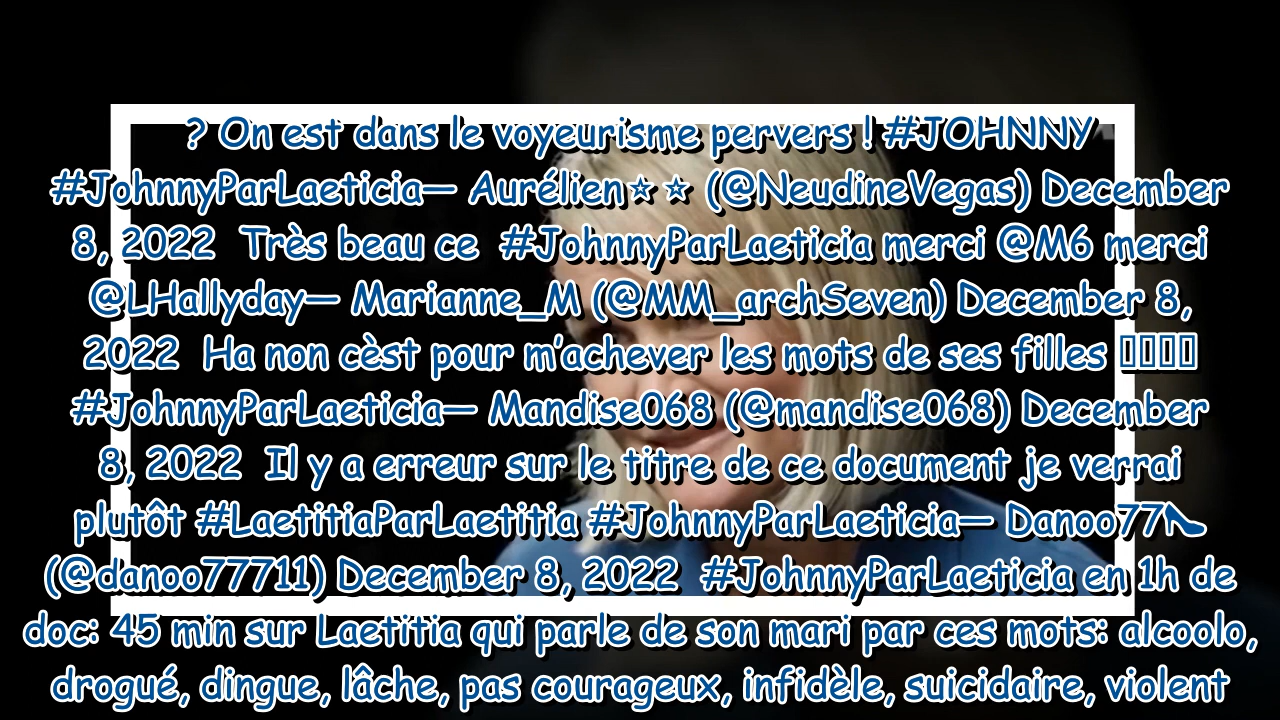 ? On est dans le voyeurisme pervers ! #JOHNNY
#JohnnyParLaeticia— Aurélien☆☆ (@NeudineVegas) December
8, 2022 Très beau ce #JohnnyParLaeticia merci @M6 merci
@LHallyday— Marianne_M (@MM_archSeven) December 8,
2022 Ha non cèst pour m’achever les mots de ses filles
#JohnnyParLaeticia— Mandise068 (@mandise068) December
8, 2022 Il y a erreur sur le titre de ce document je verrai
plutôt #LaetitiaParLaetitia #JohnnyParLaeticia— Danoo77👠
(@danoo77711) December 8, 2022 #JohnnyParLaeticia en 1h de
doc: 45 min sur Laetitia qui parle de son mari par ces mots: alcoolo,
drogué, dingue, lâche, pas courageux, infidèle, suicidaire, violent